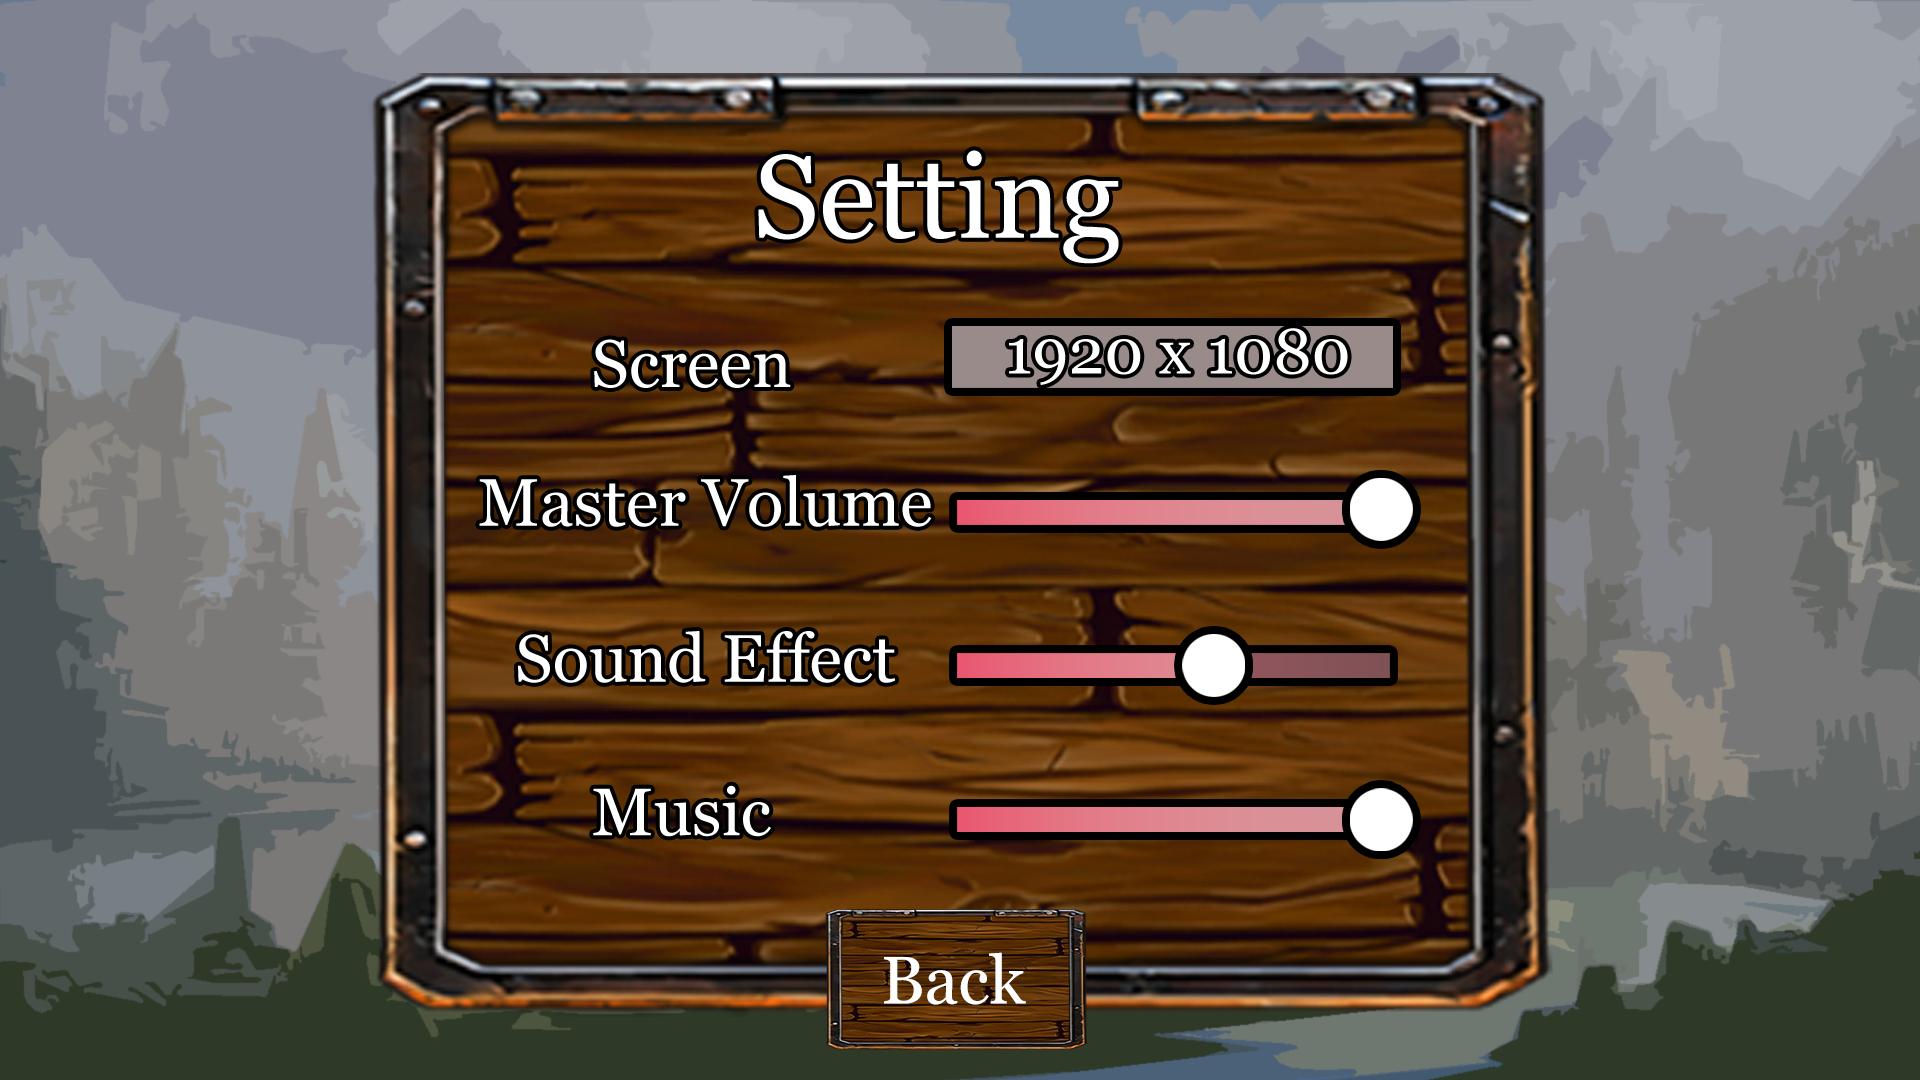 Setting
Screen
1920 x 1080
Master Volume
Sound Effect
Music
Back